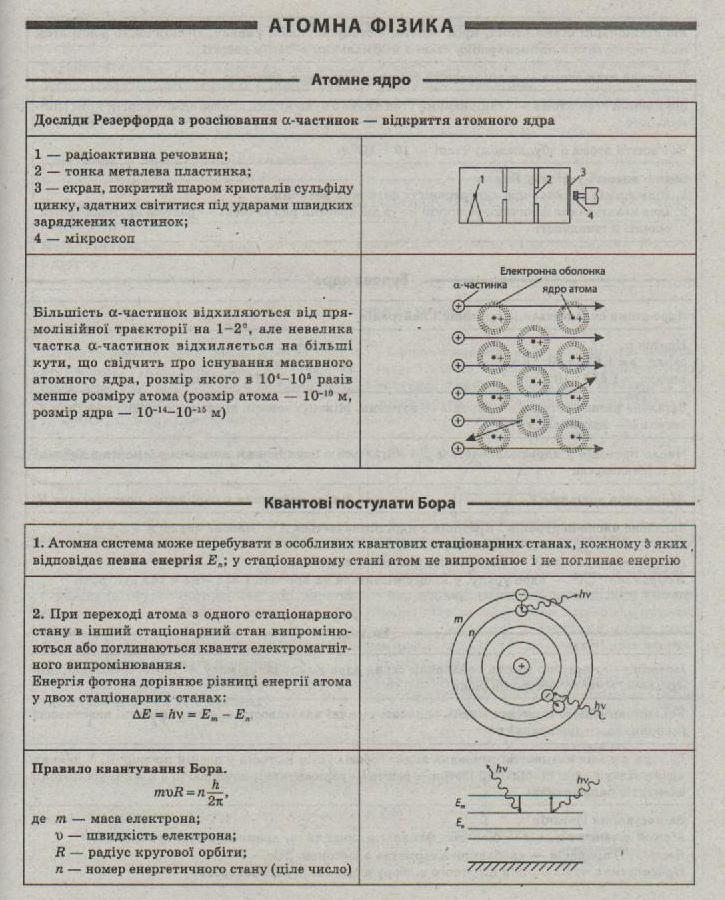 АТОМНА ФІЗИКА
Атомне ядро
Досліди Резерфорда з розсіювання α-частинок — відкриття атомного ядра
1 — радіоактивна речовина;
2 — тонка металева пластинка;
3 — екран, покритий шаром кристалів сульфіду
цинку, здатних світитися під ударами швидких
заряджених частинок;
4 — мікроскоп
1
2
3
4
Більшість α-частинок відхиляються від пря-
молінійної траєкторії на 1–2°, але невелика
частка α-частинок відхиляється на більші
кути, що свідчить про існування масивного
атомного ядра, розмір якого в 10⁴–10⁵ разів
менше розміру атома (розмір атома — 10⁻¹⁰ м,
розмір ядра — 10⁻¹⁴–10⁻¹⁵ м)
Електронна оболонка
α-частинка
ядро атома
Квантові постулати Бора
1. Атомна система може перебувати в особливих квантових стаціонарних станах, кожному з яких
відповідає певна енергія Eₙ; у стаціонарному стані атом не випромінює і не поглинає енергію
2. При переході атома з одного стаціонарного
стану в інший стаціонарний стан випроміню-
ються або поглинаються кванти електромагніт-
ного випромінювання.
Енергія фотона дорівнює різниці енергії атома
у двох стаціонарних станах:
ΔE = hν = Eₘ − Eₙ
m
n
hν
hν
Правило квантування Бора.
mυR = n h/2π,
де m — маса електрона;
υ — швидкість електрона;
R — радіус кругової орбіти;
n — номер енергетичного стану (ціле число)
hν
hν
Eₘ
Eₙ